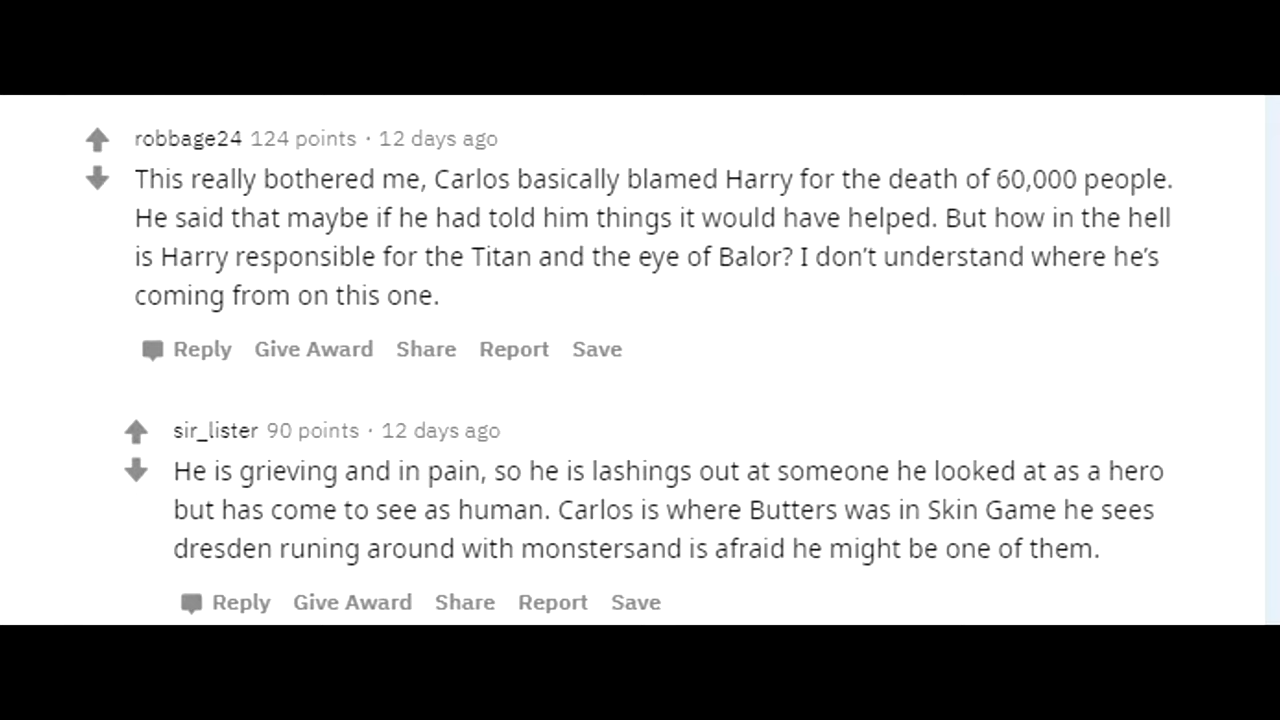 robbage24 124 points · 12 days ago
This really bothered me, Carlos basically blamed Harry for the death of 60,000 people.
He said that maybe if he had told him things it would have helped. But how in the hell
is Harry responsible for the Titan and the eye of Balor? I don’t understand where he’s
coming from on this one.
Reply Give Award Share Report Save
sir_lister 90 points · 12 days ago
He is grieving and in pain, so he is lashings out at someone he looked at as a hero
but has come to see as human. Carlos is where Butters was in Skin Game he sees
dresden runing around with monstersand is afraid he might be one of them.
Reply Give Award Share Report Save